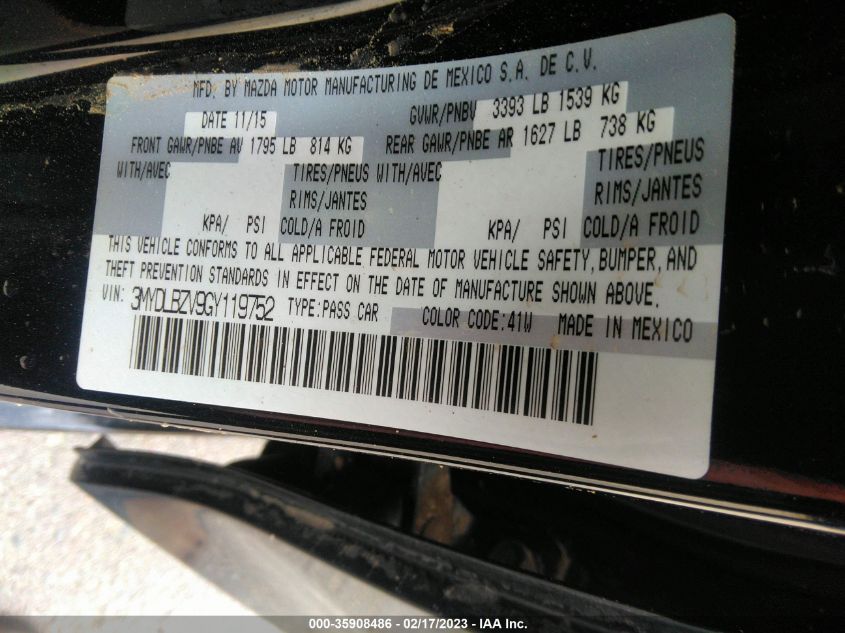 MFD. BY MAZDA MOTOR MANUFACTURING DE MEXICO S.A. DE C.V.
DATE 11/15 GVWR/PNBV 3393 LB 1539 KG
FRONT GAWR/PNBE AV 1795 LB 814 KG REAR GAWR/PNBE AR 1627 LB 738 KG
WITH/AVEC TIRES/PNEUS WITH/AVEC TIRES/PNEUS
RIMS/JANTES RIMS/JANTES
KPA/ PSI COLD/A FROID KPA/ PSI COLD/A FROID
THIS VEHICLE CONFORMS TO ALL APPLICABLE FEDERAL MOTOR VEHICLE SAFETY, BUMPER, AND
THEFT PREVENTION STANDARDS IN EFFECT ON THE DATE OF MANUFACTURE SHOWN ABOVE.
VIN: 3MYDLBZV9GY119752 TYPE:PASS CAR COLOR CODE:41W MADE IN MEXICO
000-35908486 - 02/17/2023 - IAA Inc.